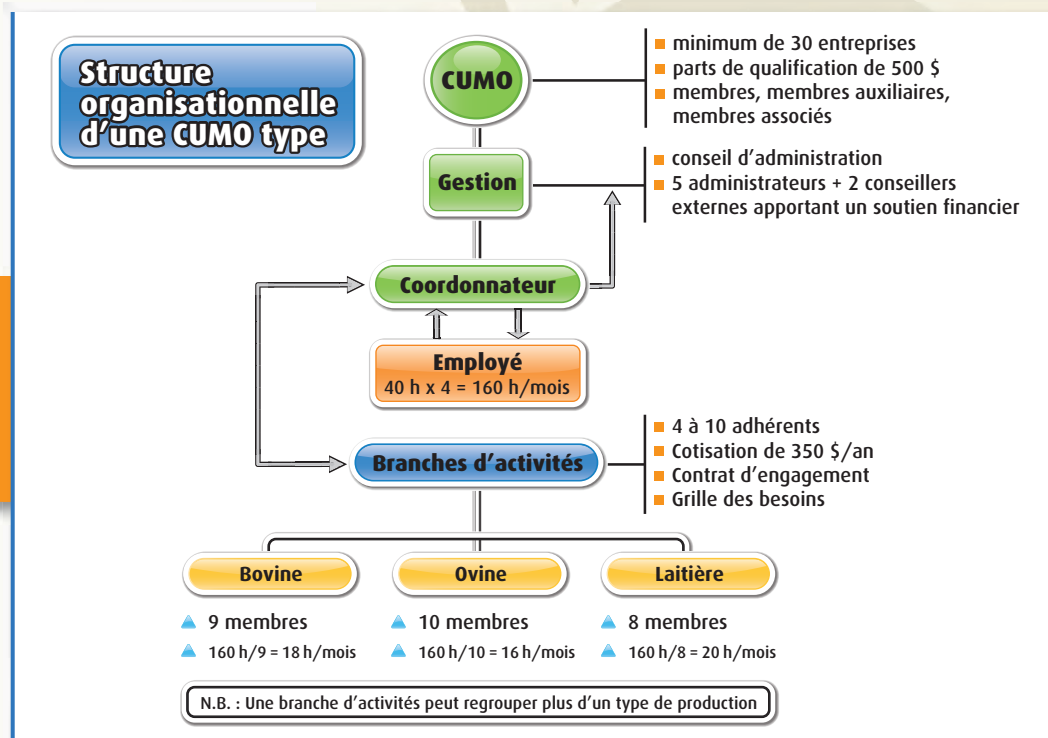 Structure
organisationnelle
d'une CUMO type
CUMO
minimum de 30 entreprises
parts de qualification de 500 $
membres, membres auxiliaires,
membres associés
Gestion
conseil d'administration
5 administrateurs + 2 conseillers
externes apportant un soutien financier
Coordonnateur
Employé
40 h x 4 = 160 h/mois
Branches d'activités
4 à 10 adhérents
Cotisation de 350 $/an
Contrat d'engagement
Grille des besoins
Bovine
9 membres
160 h/9 = 18 h/mois
Ovine
10 membres
160 h/10 = 16 h/mois
Laitière
8 membres
160 h/8 = 20 h/mois
N.B. : Une branche d'activités peut regrouper plus d'un type de production